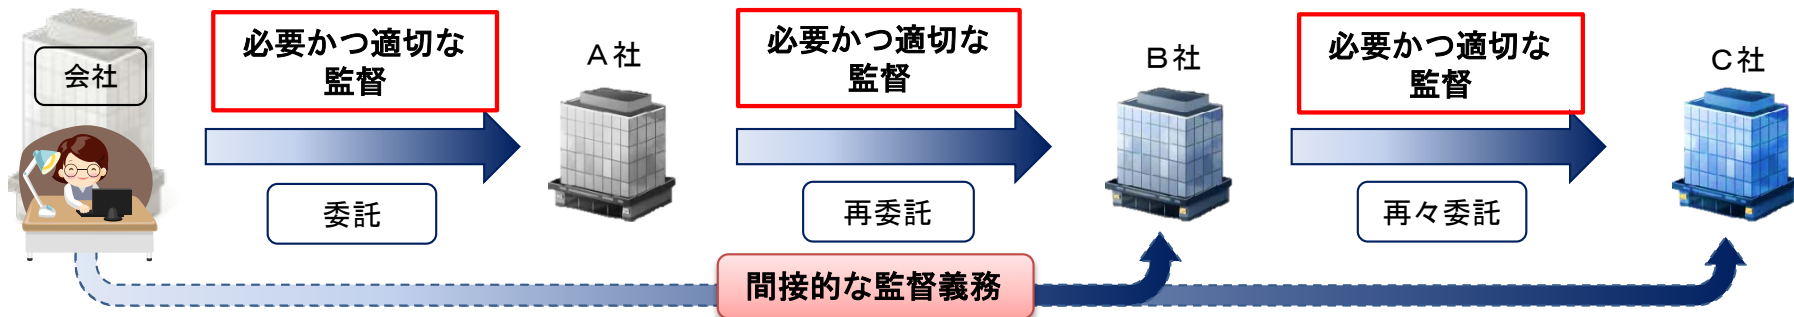 会社
必要かつ適切な
監督
委託
A社
必要かつ適切な
監督
再委託
B社
必要かつ適切な
監督
再々委託
C社
間接的な監督義務